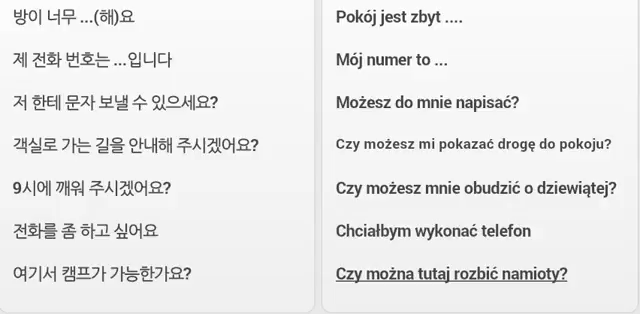 방이 너무 ...(해)요
Pokój jest zbyt ....
제 전화 번호는 ...입니다
Mój numer to ...
저 한테 문자 보낼 수 있으세요?
Możesz do mnie napisać?
객실로 가는 길을 안내해 주시겠어요?
Czy możesz mi pokazać drogę do pokoju?
9시에 깨워 주시겠어요?
Czy możesz mnie obudzić o dziewiątej?
전화를 좀 하고 싶어요
Chciałbym wykonać telefon
여기서 캠프가 가능한가요?
Czy można tutaj rozbić namioty?